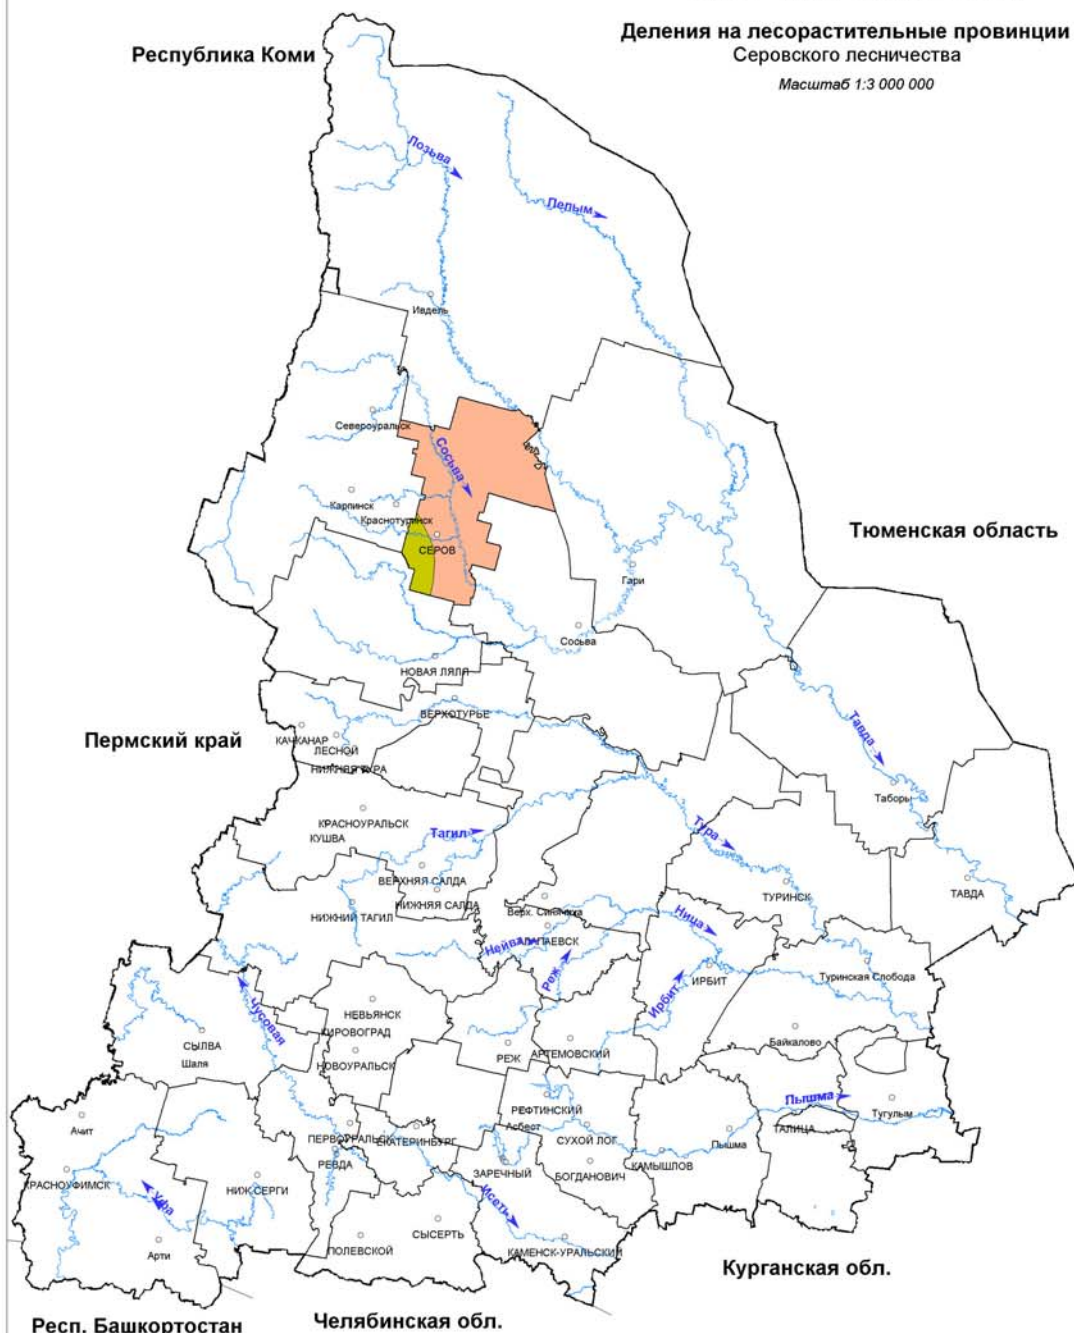 Деления на лесорастительные провинции
Серовского лесничества
Масштаб 1:3 000 000
Республика Коми
Лозьва
Пелым
Ивдель
Североуральск
Сосьва
Карпинск
Краснотурьинск
СЕРОВ
Тюменская область
Гари
Сосьва
НОВАЯ ЛЯЛЯ
ВЕРХОТУРЬЕ
Пермский край
КАЧКАНАР
ЛЕСНОЙ
НИЖНЯЯ ТУРА
Тавда
Таборы
КРАСНОУРАЛЬСК
КУШВА
Тагил
Тура
ВЕРХНЯЯ САЛДА
НИЖНЯЯ САЛДА
НИЖНИЙ ТАГИЛ
ТУРИНСК
ТАВДА
Верх. Синячиха
Ница
Нейва
АЛАПАЕВСК
Реж
Ирбит
ИРБИТ
Туринская Слобода
Чусовая
НЕВЬЯНСК
КИРОВОГРАД
СЫЛВА
Шаля
НОВОУРАЛЬСК
РЕЖ
АРТЕМОВСКИЙ
Байкалово
Пышма
Тугулым
РЕФТИНСКИЙ
Асбест
Ачит
ПЕРВОУРАЛЬСК
ЕКАТЕРИНБУРГ
СУХОЙ ЛОГ
Пышма
ТАЛИЦА
РЕВДА
ЗАРЕЧНЫЙ
БОГДАНОВИЧ
КАМЫШЛОВ
КРАСНОУФИМСК
Уфа
НИЖ.СЕРГИ
Исеть
Арти
ПОЛЕВСКОЙ
СЫСЕРТЬ
КАМЕНСК-УРАЛЬСКИЙ
Курганская обл.
Респ. Башкортостан
Челябинская обл.